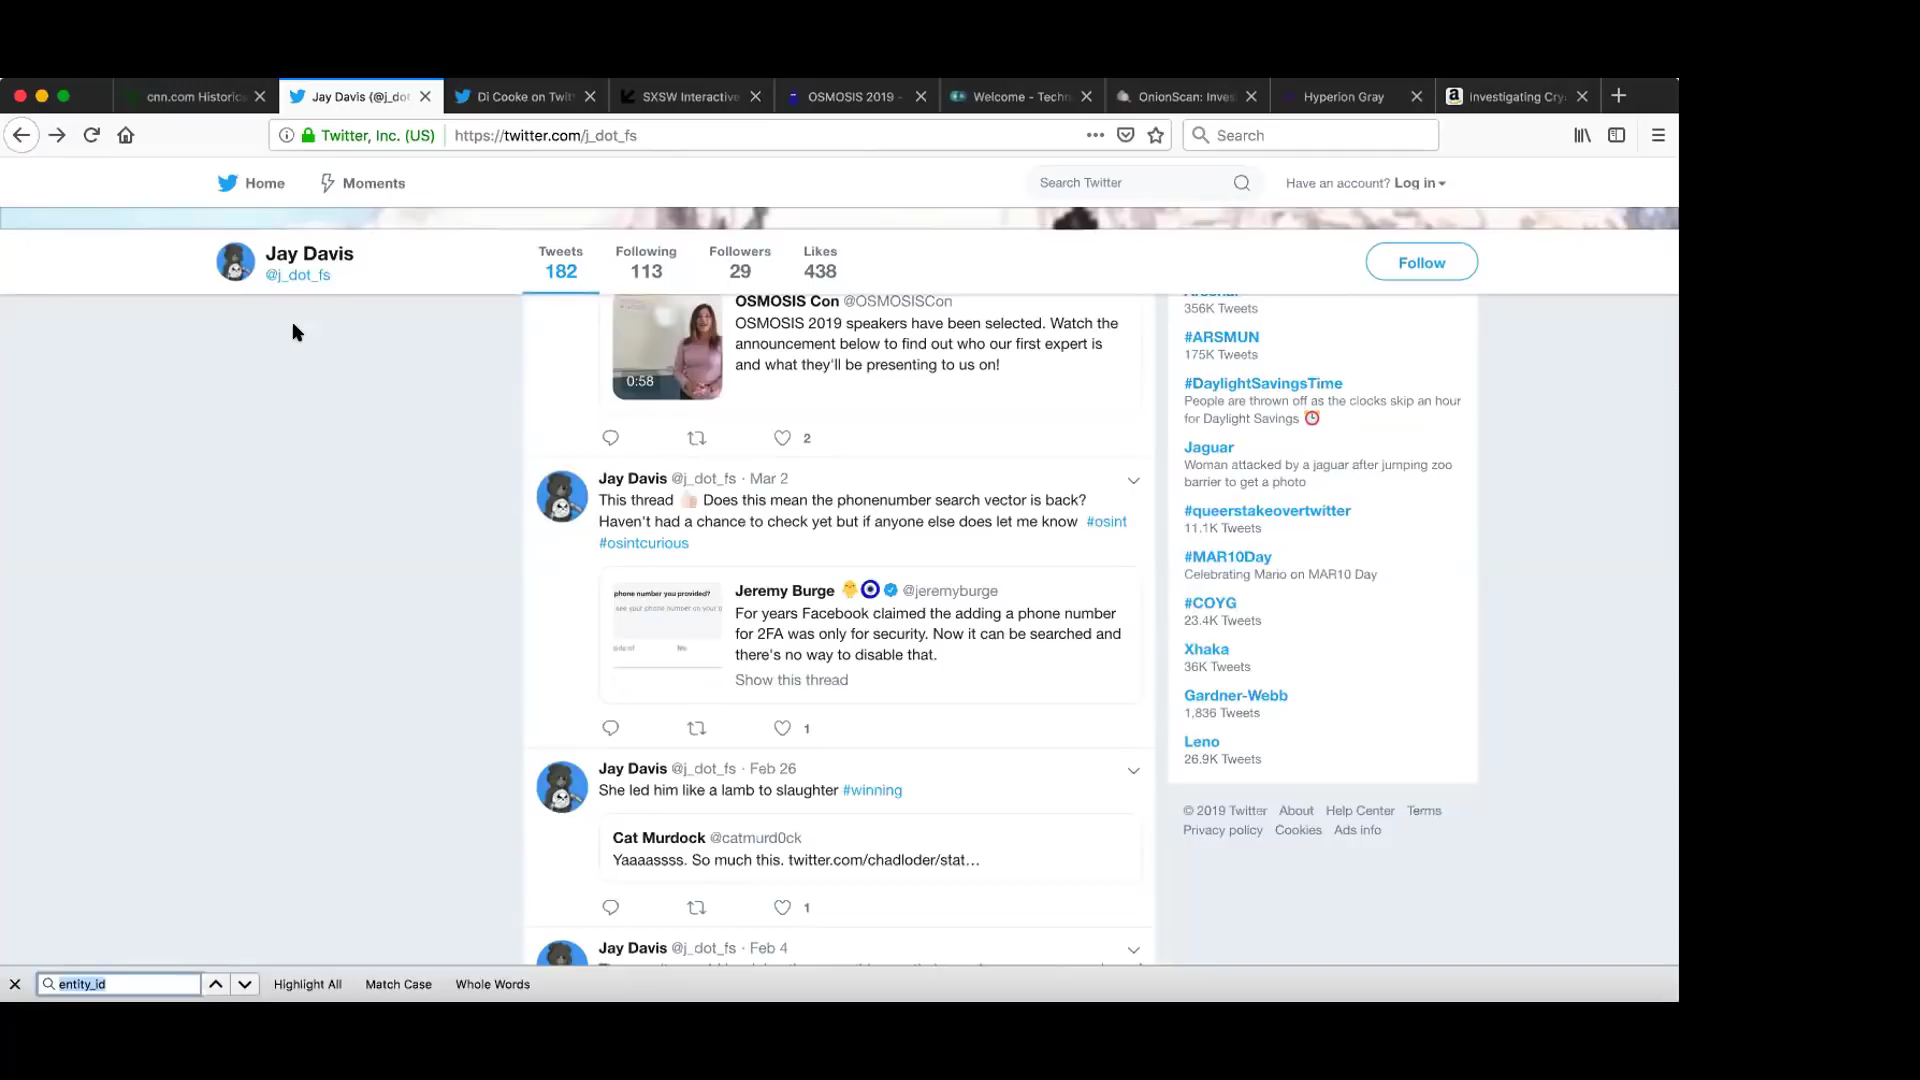 cnn.com Historic
Jay Davis (@j_do
Di Cooke on Twit
SXSW Interactive
OSMOSIS 2019 -
Welcome - Techn
OnionScan: Inves
Hyperion Gray
Investigating Cry
Twitter, Inc. (US)
https://twitter.com/j_dot_fs
Search
Home
Moments
Search Twitter
Have an account? Log in
Jay Davis
@j_dot_fs
Tweets
182
Following
113
Followers
29
Likes
438
Follow
OSMOSIS Con @OSMOSISCon
OSMOSIS 2019 speakers have been selected. Watch the
announcement below to find out who our first expert is
and what they'll be presenting to us on!
0:58
2
Jay Davis @j_dot_fs · Mar 2
This thread 👍🏻 Does this mean the phonenumber search vector is back?
Haven't had a chance to check yet but if anyone else does let me know #osint
#osintcurious
phone number you provided?
see your phone number on your
Jeremy Burge 🐥 @jeremyburge
For years Facebook claimed the adding a phone number
for 2FA was only for security. Now it can be searched and
there's no way to disable that.
Show this thread
1
Jay Davis @j_dot_fs · Feb 26
She led him like a lamb to slaughter #winning
Cat Murdock @catmurd0ck
Yaaaassss. So much this. twitter.com/chadloder/stat…
1
Jay Davis @j_dot_fs · Feb 4
356K Tweets
#ARSMUN
175K Tweets
#DaylightSavingsTime
People are thrown off as the clocks skip an hour
for Daylight Savings ⏰
Jaguar
Woman attacked by a jaguar after jumping zoo
barrier to get a photo
#queerstakeovertwitter
11.1K Tweets
#MAR10Day
Celebrating Mario on MAR10 Day
#COYG
23.4K Tweets
Xhaka
36K Tweets
Gardner-Webb
1,836 Tweets
Leno
26.9K Tweets
© 2019 Twitter About Help Center Terms
Privacy policy Cookies Ads info
entity_id
Highlight All
Match Case
Whole Words